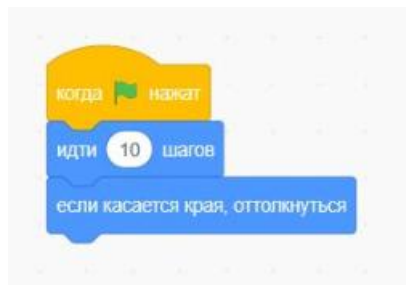 когда нажат
идти 10 шагов
если касается края, оттолкнуться